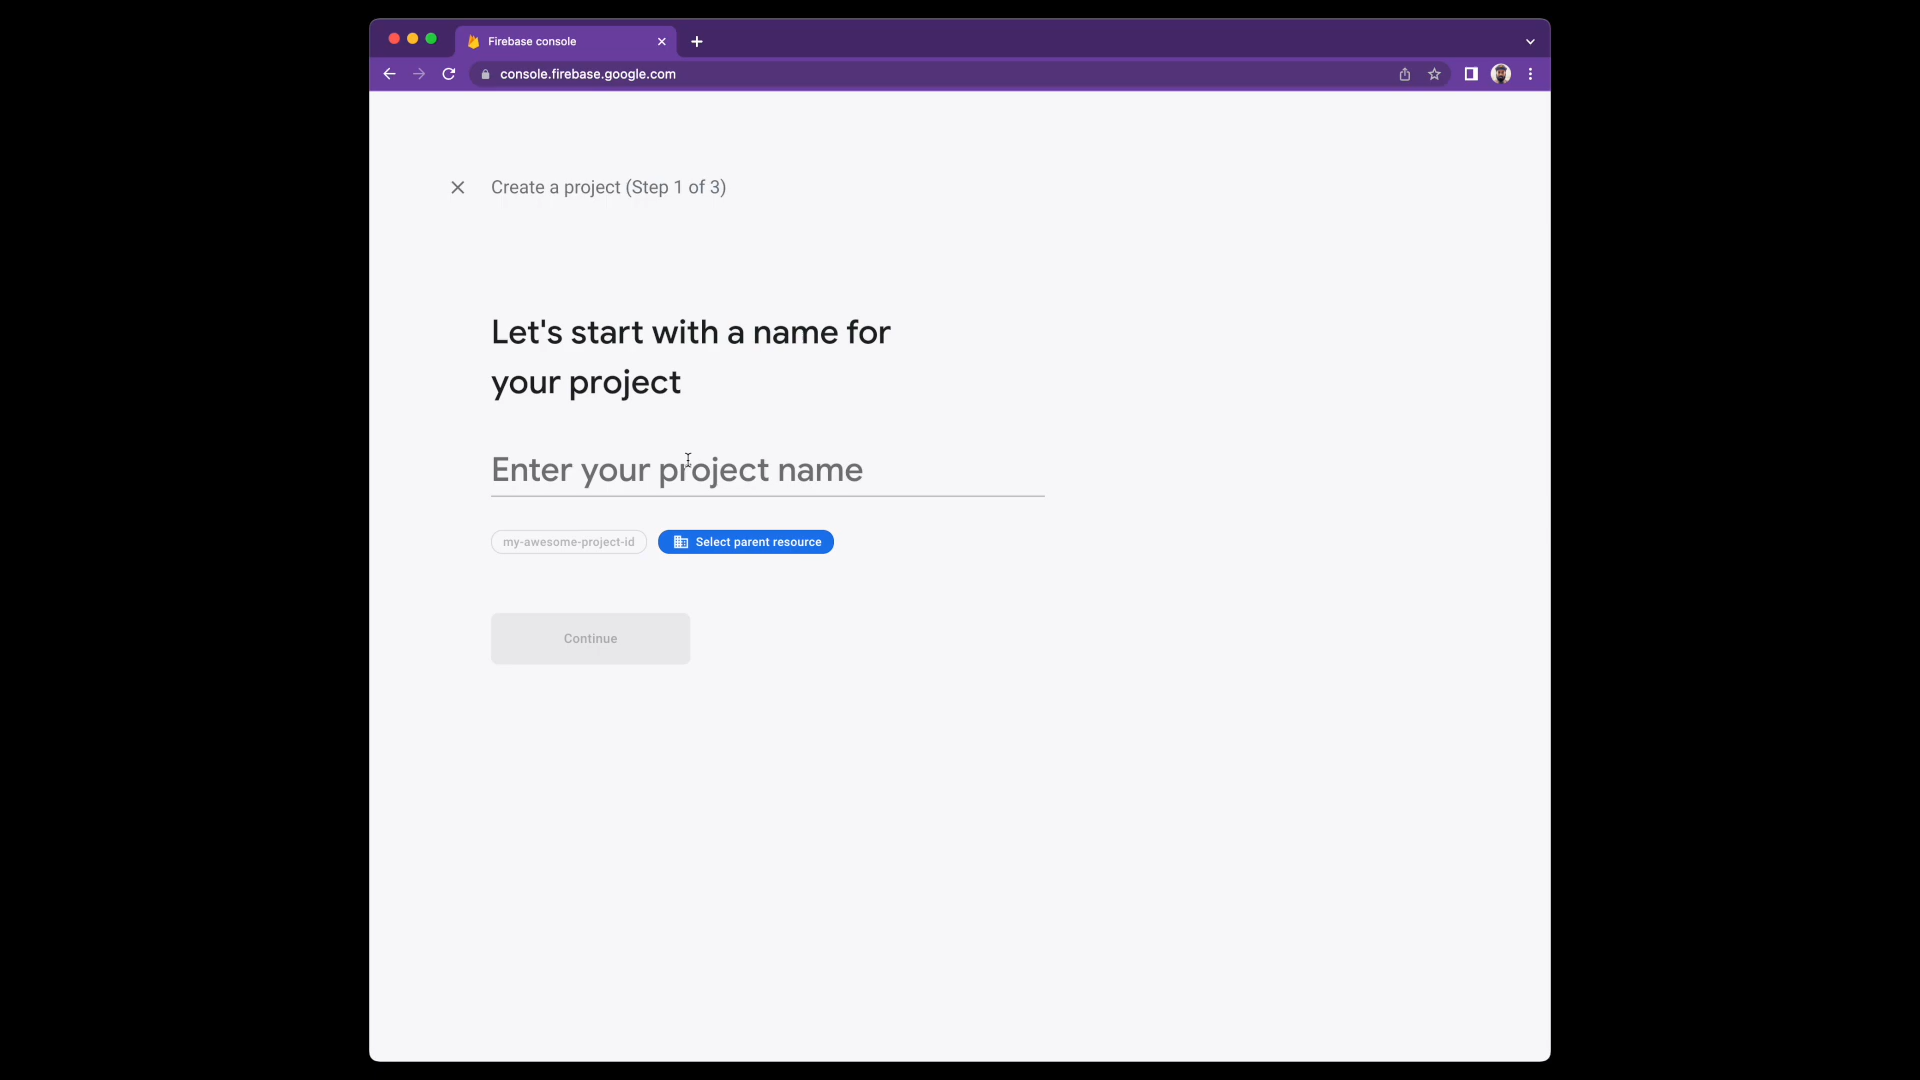 Firebase console
console.firebase.google.com
Create a project (Step 1 of 3)
Let's start with a name for
your project
Enter your project name
my-awesome-project-id
Select parent resource
Continue